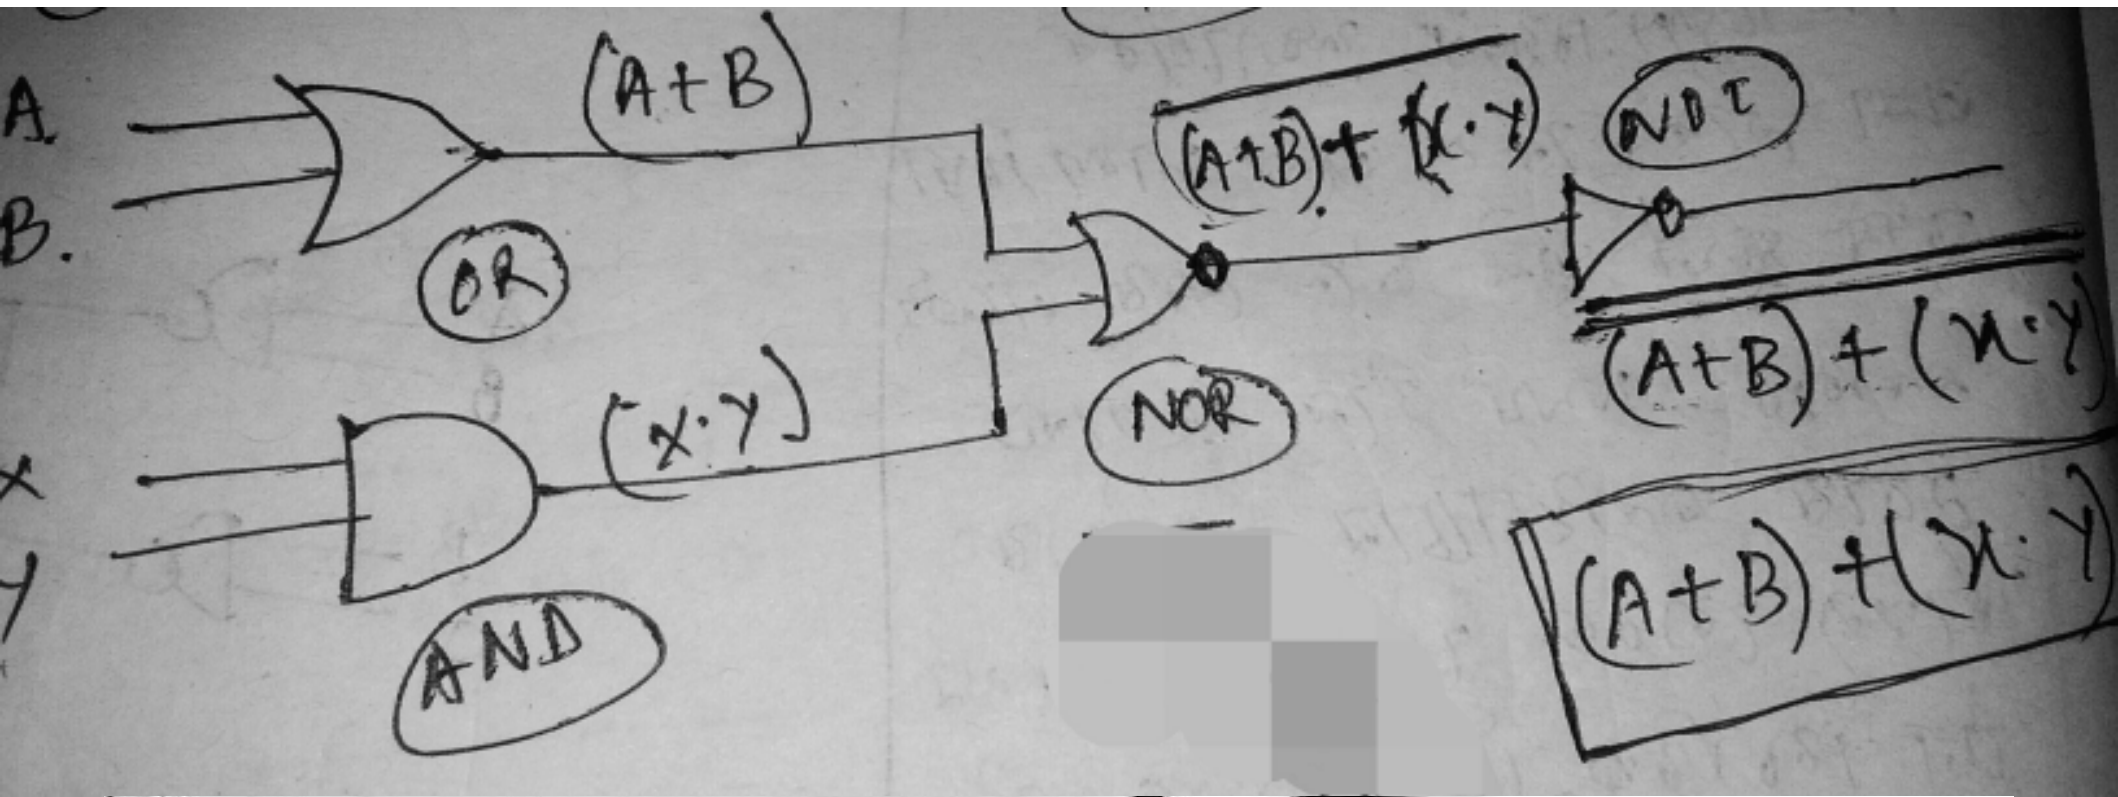 A.
B.
(A+B)
OR
X
Y
(X·Y)
AND
(A+B)+(x·y)
NOR
NOT
(A+B)+(x·y)
(A+B)+(x·y)